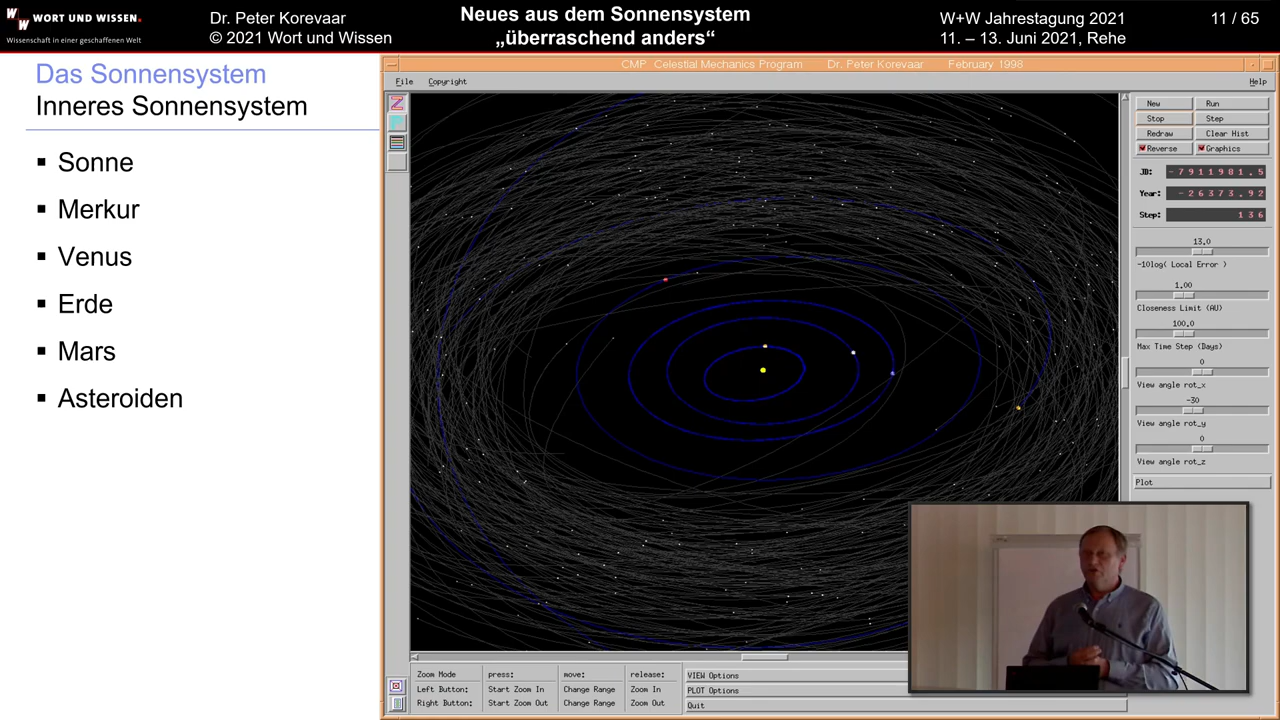 WORT UND WISSEN.
Wissenschaft in einer geschaffenen Welt
Dr. Peter Korevaar
© 2021 Wort und Wissen
Neues aus dem Sonnensystem
„überraschend anders“
W+W Jahrestagung 2021
11. – 13. Juni 2021, Rehe
11 / 65
Das Sonnensystem
Inneres Sonnensystem
▪ Sonne
▪ Merkur
▪ Venus
▪ Erde
▪ Mars
▪ Asteroiden
CMP Celestial Mechanics Program Dr. Peter Korevaar February 1998
File Copyright Help
New Run
Stop Step
Redraw Clear Hist
Reverse Graphics
JD: -7911981.5
Year: -26373.92
Step: 136
13.0
-10log( Local Error )
1.00
Closeness Limit (AU)
100.0
Max Time Step (Days)
0
View angle rot_x
-30
View angle rot_y
0
View angle rot_z
Plot
Zoom Mode press: move: release:
Left Button: Start Zoom In Change Range Zoom In
Right Button: Start Zoom Out Change Range Zoom Out
VIEW Options
PLOT Options
Quit